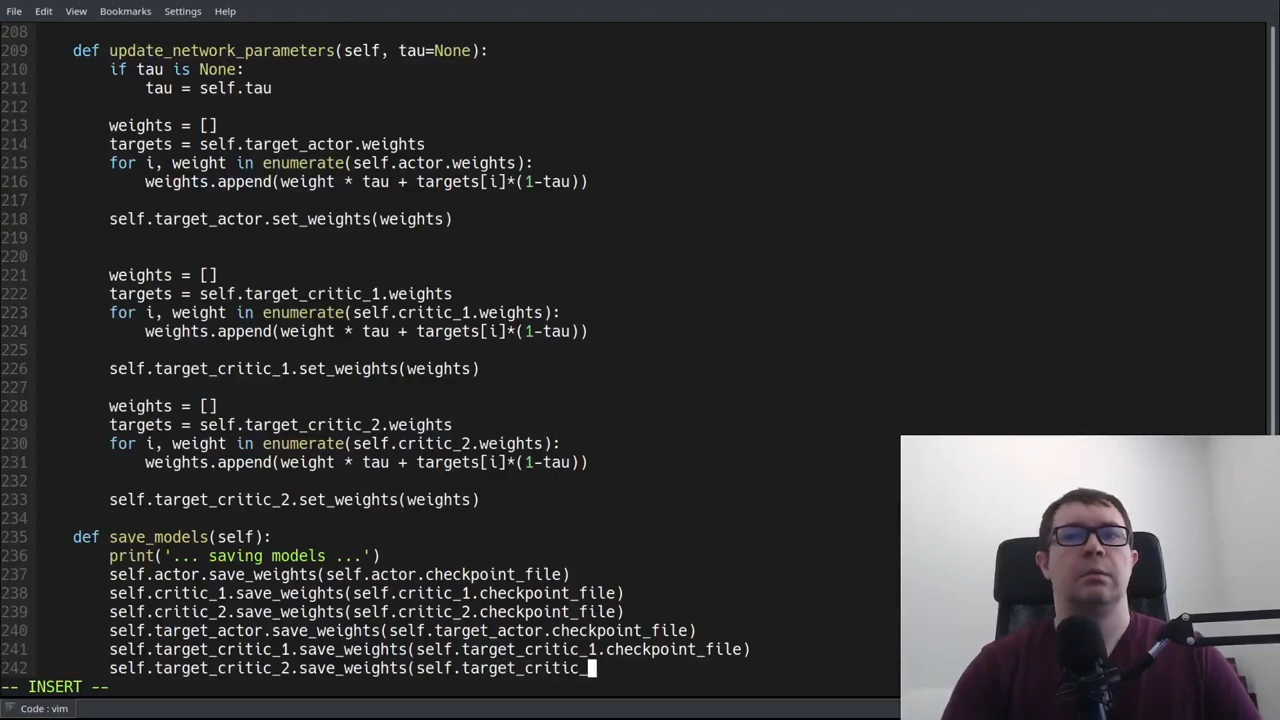 File Edit View Bookmarks Settings Help
208
209 def update_network_parameters(self, tau=None):
210 if tau is None:
211 tau = self.tau
212
213 weights = []
214 targets = self.target_actor.weights
215 for i, weight in enumerate(self.actor.weights):
216 weights.append(weight * tau + targets[i]*(1-tau))
217
218 self.target_actor.set_weights(weights)
219
220
221 weights = []
222 targets = self.target_critic_1.weights
223 for i, weight in enumerate(self.critic_1.weights):
224 weights.append(weight * tau + targets[i]*(1-tau))
225
226 self.target_critic_1.set_weights(weights)
227
228 weights = []
229 targets = self.target_critic_2.weights
230 for i, weight in enumerate(self.critic_2.weights):
231 weights.append(weight * tau + targets[i]*(1-tau))
232
233 self.target_critic_2.set_weights(weights)
234
235 def save_models(self):
236 print('... saving models ...')
237 self.actor.save_weights(self.actor.checkpoint_file)
238 self.critic_1.save_weights(self.critic_1.checkpoint_file)
239 self.critic_2.save_weights(self.critic_2.checkpoint_file)
240 self.target_actor.save_weights(self.target_actor.checkpoint_file)
241 self.target_critic_1.save_weights(self.target_critic_1.checkpoint_file)
242 self.target_critic_2.save_weights(self.target_critic_
-- INSERT --
Code : vim